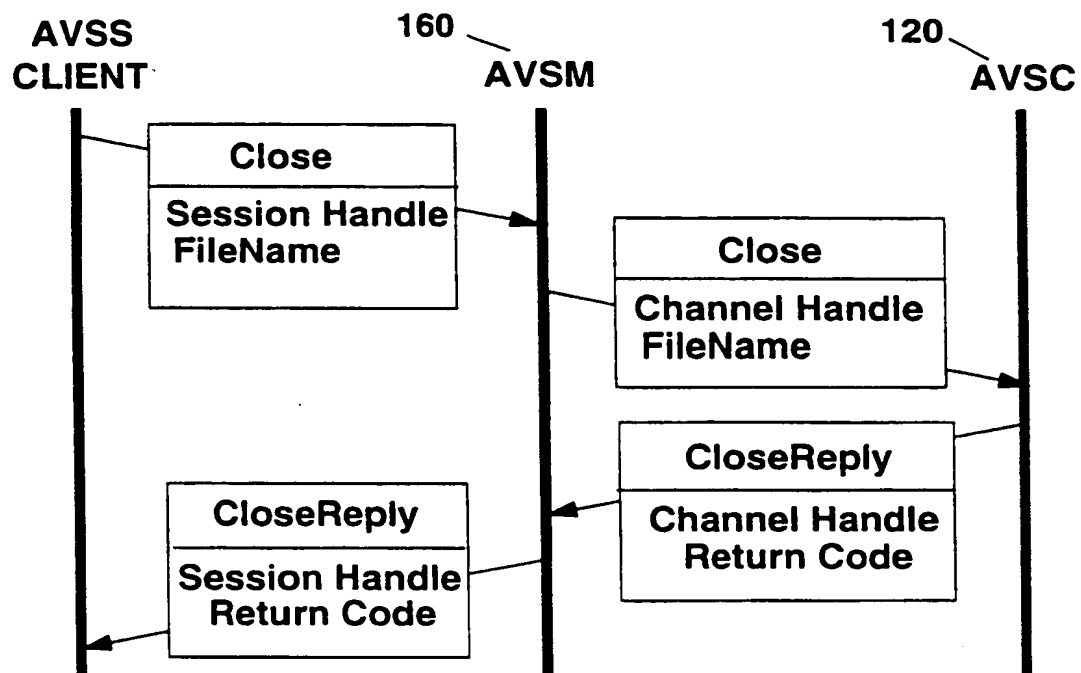 AVSS
CLIENT
160
AVSM
120
AVSC
Close
Session Handle
FileName
Close
Channel Handle
FileName
CloseReply
Channel Handle
Return Code
CloseReply
Session Handle
Return Code